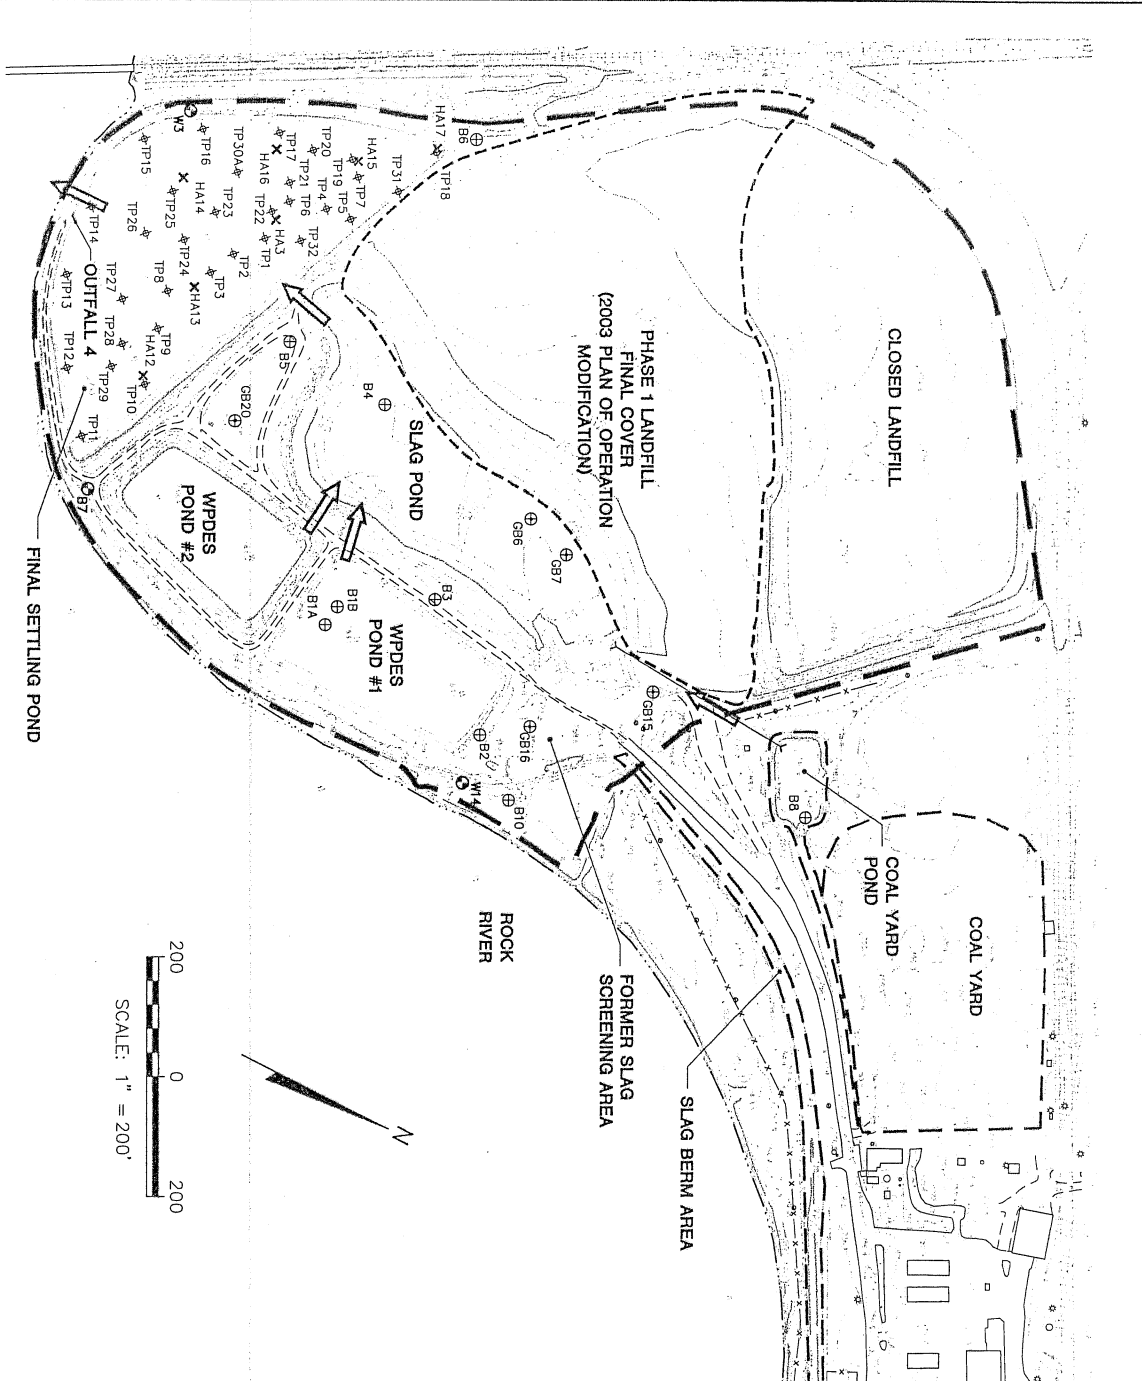 CLOSED LANDFILL
PHASE 1 LANDFILL
FINAL COVER
(2003 PLAN OF OPERATION
MODIFICATION)
SLAG POND
COAL YARD
COAL YARD
POND
B8
FORMER SLAG
SCREENING AREA
SLAG BERM AREA
ROCK
RIVER
WPDES
POND #1
WPDES
POND #2
FINAL SETTLING POND
OUTFALL 4
B6
HA17
TP18
TP31
HA15
TP7
TP19
TP5
TP20
TP4
TP21
TP6
TP32
TP17
HA16
TP22
HA3
TP1
TP30A
TP23
TP2
TP3
W3
TP16
HA14
TP25
TP24
HA13
TP15
TP26
TP8
TP9
HA12
TP10
TP14
TP27
TP28
TP29
TP13
TP12
TP11
B7
B5
GB20
B4
GB6
GB7
B3
B1B
B1A
GB15
GB16
B2
W14
B10
200
0
200
SCALE: 1" = 200'
N